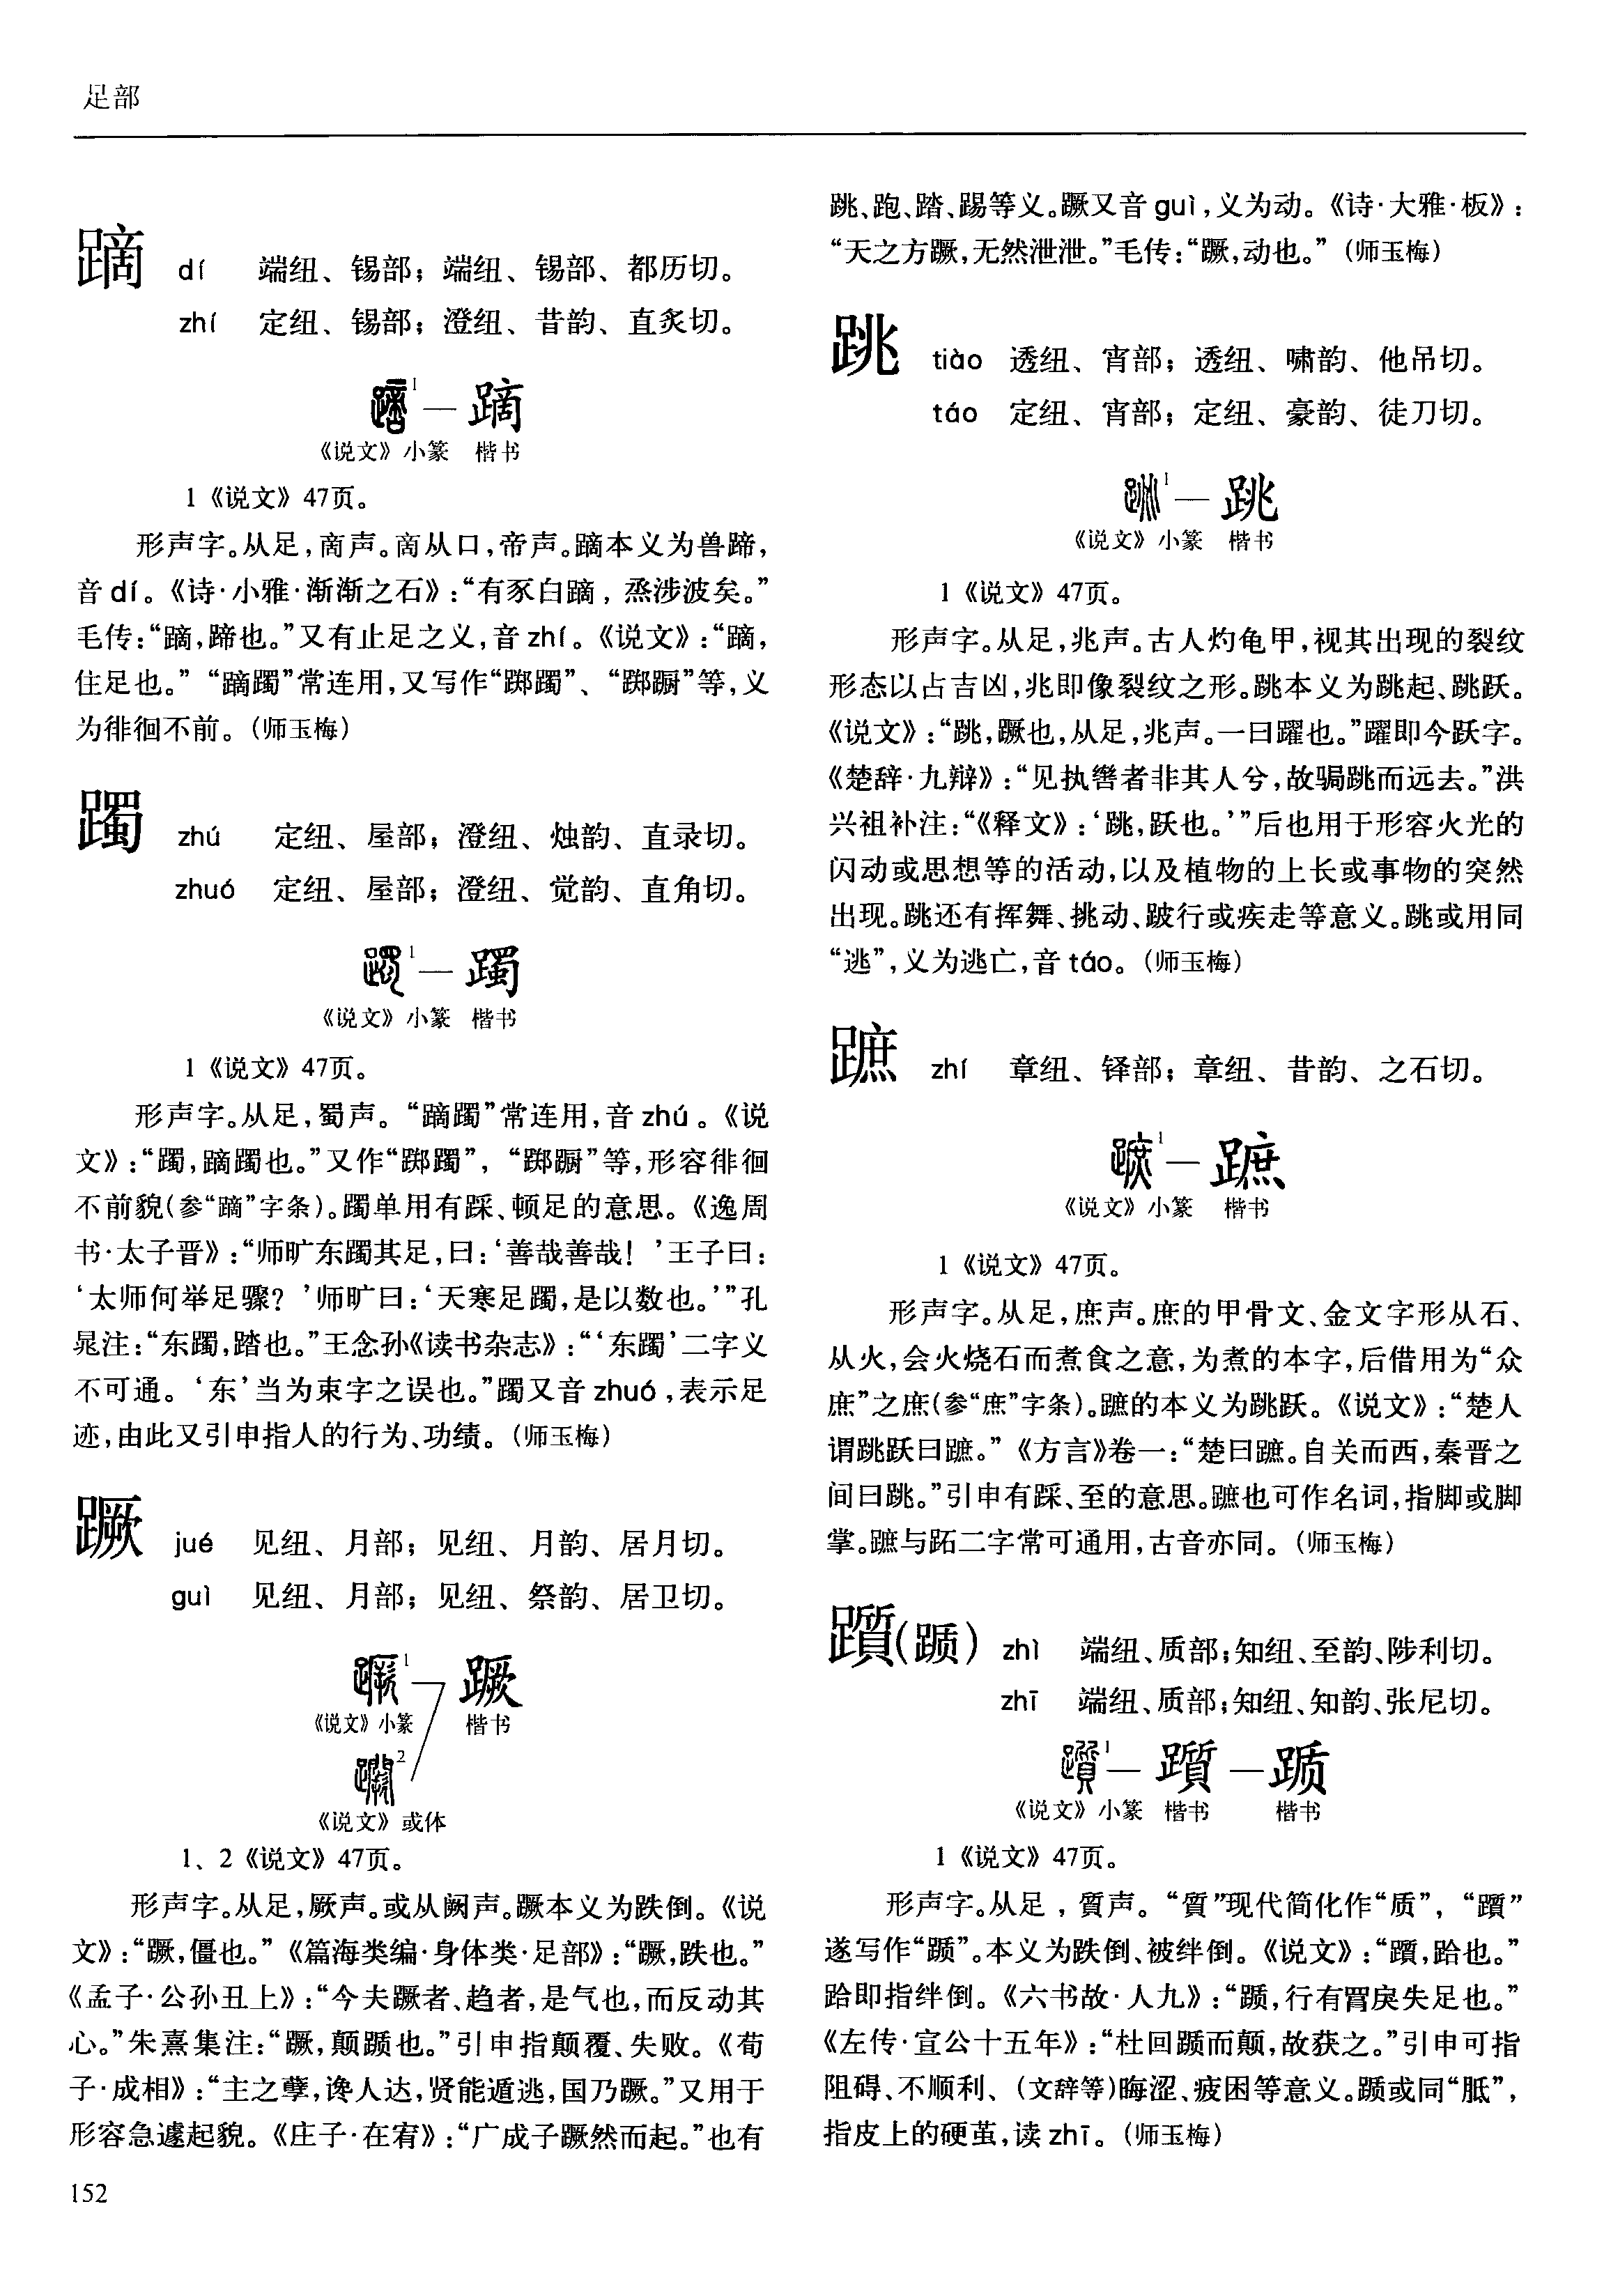 足部
蹢 dí 端纽、锡部；端纽、锡部、都历切。
zhí 定纽、锡部；澄纽、昔韵、直炙切。
1 — 蹢
《说文》小篆 楷书
1《说文》47页。
形声字。从足，啇声。啇从口，帝声。蹢本义为兽蹄，
音dí。《诗·小雅·渐渐之石》：“有豕白蹢，烝涉波矣。”
毛传：“蹢，蹄也。”又有止足之义，音zhí。《说文》：“蹢，
住足也。”“蹢躅”常连用，又写作“踯躅”、“踯蹰”等，义
为徘徊不前。（师玉梅）
躅 zhú 定纽、屋部；澄纽、烛韵、直录切。
zhuó 定纽、屋部；澄纽、觉韵、直角切。
1 — 躅
《说文》小篆 楷书
1《说文》47页。
形声字。从足，蜀声。“蹢躅”常连用，音zhú。《说
文》：“躅，蹢躅也。”又作“踯躅”，“踯蹰”等，形容徘徊
不前貌（参“蹢”字条）。躅单用有踩、顿足的意思。《逸周
书·太子晋》：“师旷东躅其足，曰：‘善哉善哉！’王子曰：
‘太师何举足骤？’师旷曰：‘天寒足躅，是以数也。’”孔
晁注：“东躅，踏也。”王念孙《读书杂志》：“‘东躅’二字义
不可通。‘东’当为束字之误也。”躅又音zhuó，表示足
迹，由此又引申指人的行为、功绩。（师玉梅）
蹶 jué 见纽、月部；见纽、月韵、居月切。
guì 见纽、月部；见纽、祭韵、居卫切。
1 蹶
《说文》小篆 楷书
2
《说文》或体
1、2《说文》47页。
形声字。从足，厥声。或从阙声。蹶本义为跌倒。《说
文》：“蹶，僵也。”《篇海类编·身体类·足部》：“蹶，跌也。”
《孟子·公孙丑上》：“今夫蹶者、趋者，是气也，而反动其
心。”朱熹集注：“蹶，颠踬也。”引申指颠覆、失败。《荀
子·成相》：“主之孽，谗人达，贤能遁逃，国乃蹶。”又用于
形容急遽起貌。《庄子·在宥》：“广成子蹶然而起。”也有
152
跳、跑、踏、踢等义。蹶又音guì，义为动。《诗·大雅·板》：
“天之方蹶，无然泄泄。”毛传：“蹶，动也。”（师玉梅）
跳 tiào 透纽、宵部；透纽、啸韵、他吊切。
táo 定纽、宵部；定纽、豪韵、徒刀切。
1 — 跳
《说文》小篆 楷书
1《说文》47页。
形声字。从足，兆声。古人灼龟甲，视其出现的裂纹
形态以占吉凶，兆即像裂纹之形。跳本义为跳起、跳跃。
《说文》：“跳，蹶也，从足，兆声。一曰躍也。”躍即今跃字。
《楚辞·九辩》：“见执辔者非其人兮，故駶跳而远去。”洪
兴祖补注：“《释文》：‘跳，跃也。’”后也用于形容火光的
闪动或思想等的活动，以及植物的上长或事物的突然
出现。跳还有挥舞、挑动、跛行或疾走等意义。跳或用同
“逃”，义为逃亡，音táo。（师玉梅）
蹠 zhí 章纽、铎部；章纽、昔韵、之石切。
1 — 蹠
《说文》小篆 楷书
1《说文》47页。
形声字。从足，庶声。庶的甲骨文、金文字形从石、
从火，会火烧石而煮食之意，为煮的本字，后借用为“众
庶”之庶（参“庶”字条）。蹠的本义为跳跃。《说文》：“楚人
谓跳跃曰蹠。”《方言》卷一：“楚曰蹠。自关而西，秦晋之
间曰跳。”引申有踩、至的意思。蹠也可作名词，指脚或脚
掌。蹠与跖二字常可通用，古音亦同。（师玉梅）
躓（踬） zhì 端纽、质部；知纽、至韵、陟利切。
zhī 端纽、质部；知纽、知韵、张尼切。
1 — 躓 — 踬
《说文》小篆 楷书 楷书
1《说文》47页。
形声字。从足，質声。“質”现代简化作“质”，“躓”
遂写作“踬”。本义为跌倒、被绊倒。《说文》：“躓，跲也。”
跲即指绊倒。《六书故·人九》：“踬，行有罥戾失足也。”
《左传·宣公十五年》：“杜回踬而颠，故获之。”引申可指
阻碍、不顺利、（文辞等）晦涩、疲困等意义。踬或同“胝”，
指皮上的硬茧，读zhī。（师玉梅）